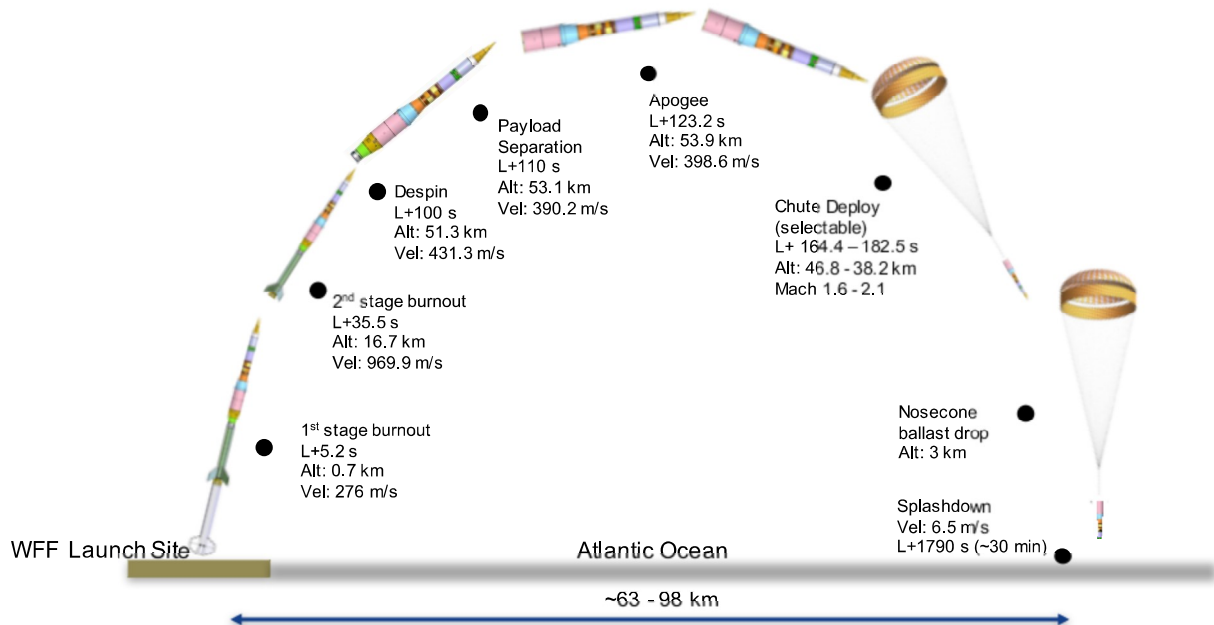 Apogee
L+123.2 s
Alt: 53.9 km
Vel: 398.6 m/s
Payload
Separation
L+110 s
Alt: 53.1 km
Vel: 390.2 m/s
Despin
L+100 s
Alt: 51.3 km
Vel: 431.3 m/s
Chute Deploy
(selectable)
L+ 164.4 – 182.5 s
Alt: 46.8 - 38.2 km
Mach 1.6 - 2.1
2nd stage burnout
L+35.5 s
Alt: 16.7 km
Vel: 969.9 m/s
1st stage burnout
L+5.2 s
Alt: 0.7 km
Vel: 276 m/s
Nosecone
ballast drop
Alt: 3 km
Splashdown
Vel: 6.5 m/s
L+1790 s (~30 min)
WFF Launch Site
Atlantic Ocean
~63 - 98 km